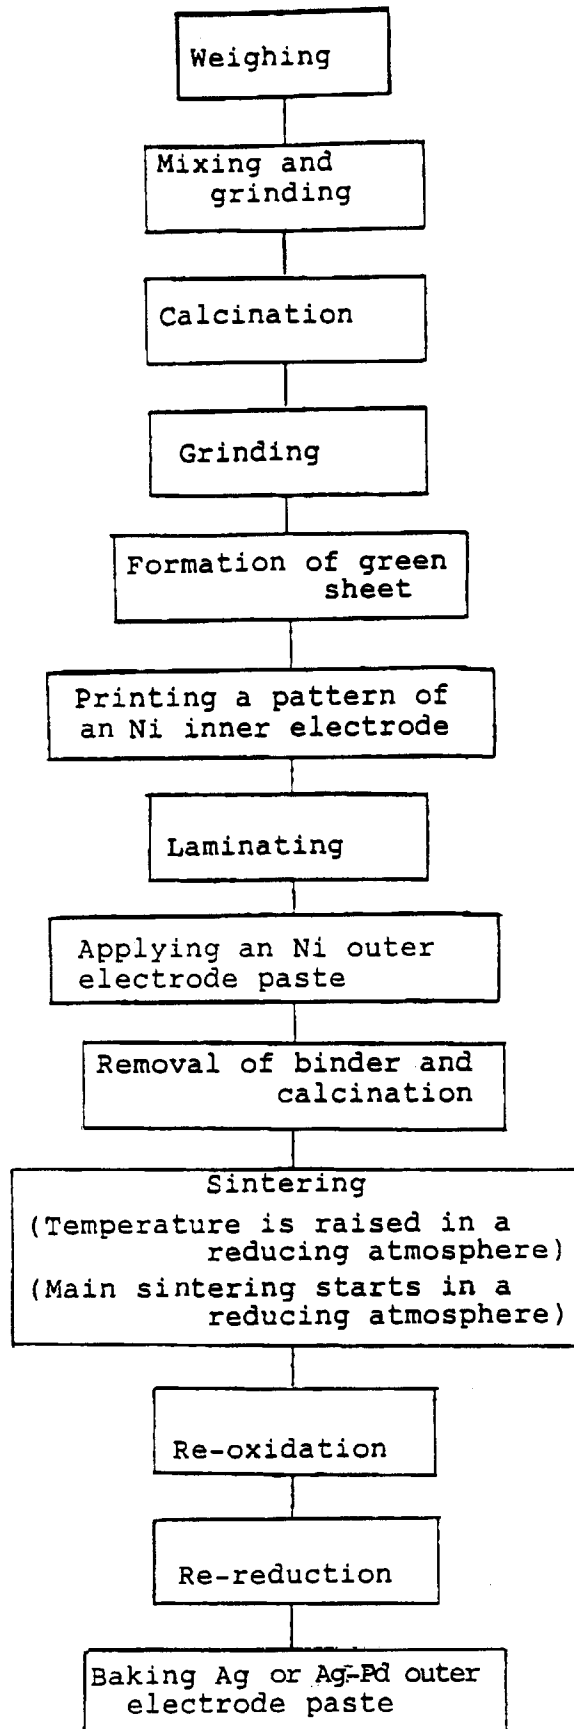 Weighing
Mixing and
grinding
Calcination
Grinding
Formation of green
sheet
Printing a pattern of
an Ni inner electrode
Laminating
Applying an Ni outer
electrode paste
Removal of binder and
calcination
Sintering
(Temperature is raised in a
reducing atmosphere)
(Main sintering starts in a
reducing atmosphere)
Re-oxidation
Re-reduction
Baking Ag or Ag-Pd outer
electrode paste